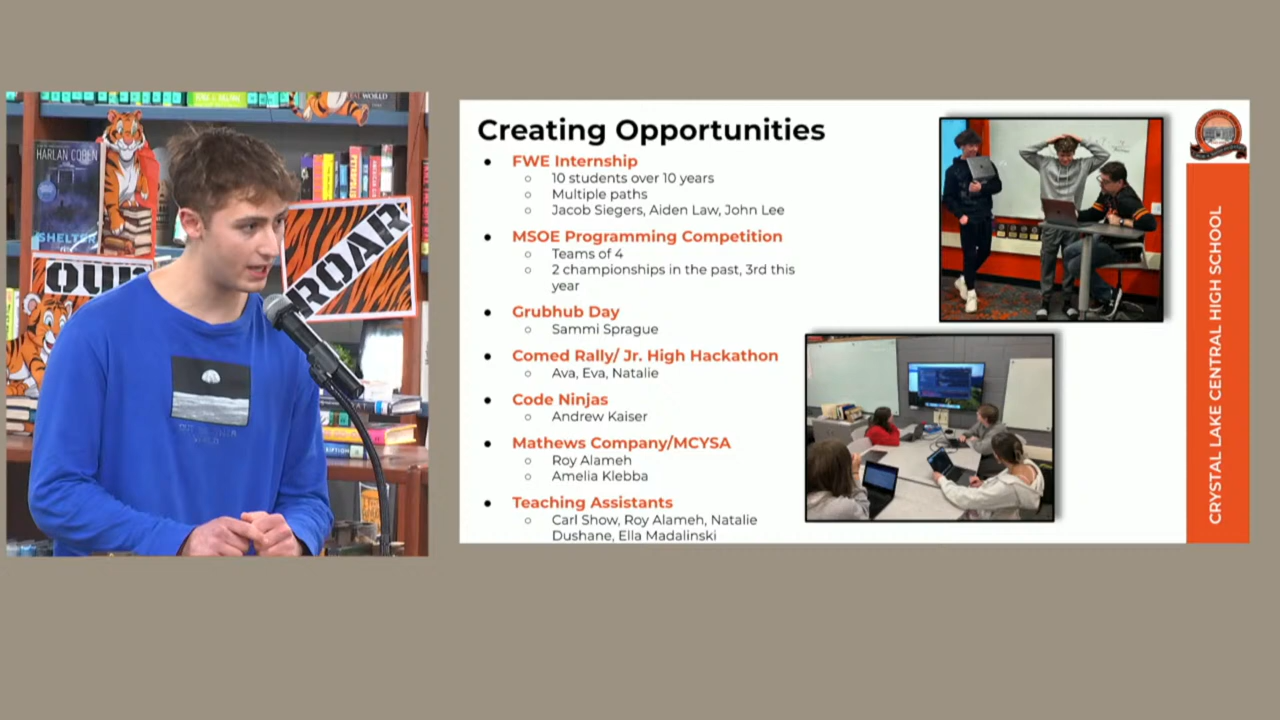 WORLD
HARLAN COBEN
SHELTER
OUR
ROAR
Creating Opportunities
FWE Internship
10 students over 10 years
Multiple paths
Jacob Siegers, Aiden Law, John Lee
MSOE Programming Competition
Teams of 4
2 championships in the past, 3rd this
year
Grubhub Day
Sammi Sprague
Comed Rally/ Jr. High Hackathon
Ava, Eva, Natalie
Code Ninjas
Andrew Kaiser
Mathews Company/MCYSA
Roy Alameh
Amelia Klebba
Teaching Assistants
Carl Show, Roy Alameh, Natalie
Dushane, Ella Madalinski
CRYSTAL LAKE CENTRAL HIGH SCHOOL